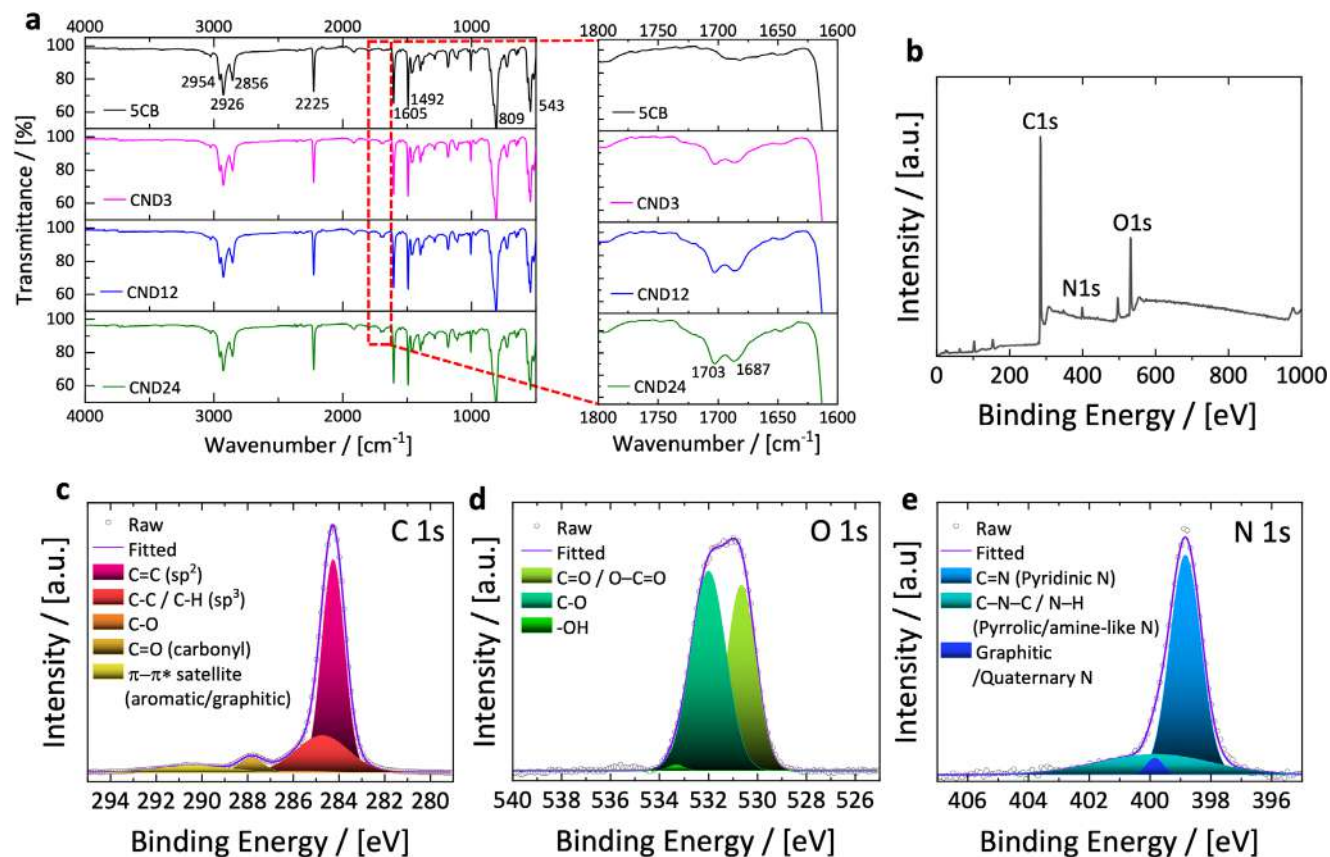 a
4000 3000 2000 1000
100
80
60
2954
2926
2856
2225
1605
1492
809
543
5CB
100
80
60
CND3
100
80
60
CND12
100
80
60
CND24
4000 3000 2000 1000
Transmittance / [%]
Wavenumber / [cm⁻¹]
1800 1750 1700 1650 1600
5CB
CND3
CND12
1703 1687
CND24
1800 1750 1700 1650 1600
Wavenumber / [cm⁻¹]
b
C1s
O1s
N1s
Intensity / [a.u.]
0 200 400 600 800 1000
Binding Energy / [eV]
c
C 1s
Raw
Fitted
C=C (sp²)
C-C / C-H (sp³)
C-O
C=O (carbonyl)
π−π* satellite
(aromatic/graphitic)
Intensity / [a.u.]
294 292 290 288 286 284 282 280
Binding Energy / [eV]
d
O 1s
Raw
Fitted
C=O / O−C=O
C-O
-OH
Intensity / [a.u.]
540 538 536 534 532 530 528 526
Binding Energy / [eV]
e
N 1s
Raw
Fitted
C=N (Pyridinic N)
C−N−C / N−H
(Pyrrolic/amine-like N)
Graphitic
/Quaternary N
Intensity / [a.u.]
406 404 402 400 398 396
Binding Energy / [eV]